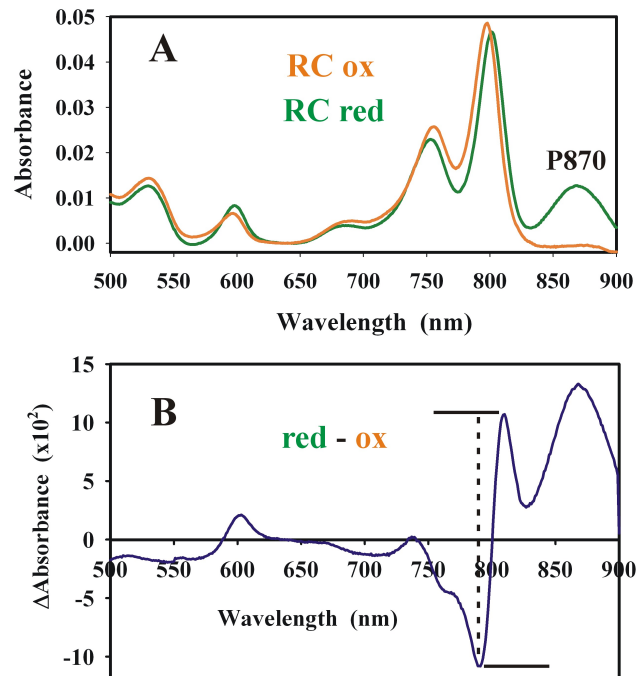 A
RC ox
RC red
P870
Absorbance
0.05
0.04
0.03
0.02
0.01
0.00
500 550 600 650 700 750 800 850 900
Wavelength (nm)
B
red - ox
ΔAbsorbance (x10²)
15
10
5
0
-5
-10
500 550 600 650 700 750 800 850 900
Wavelength (nm)